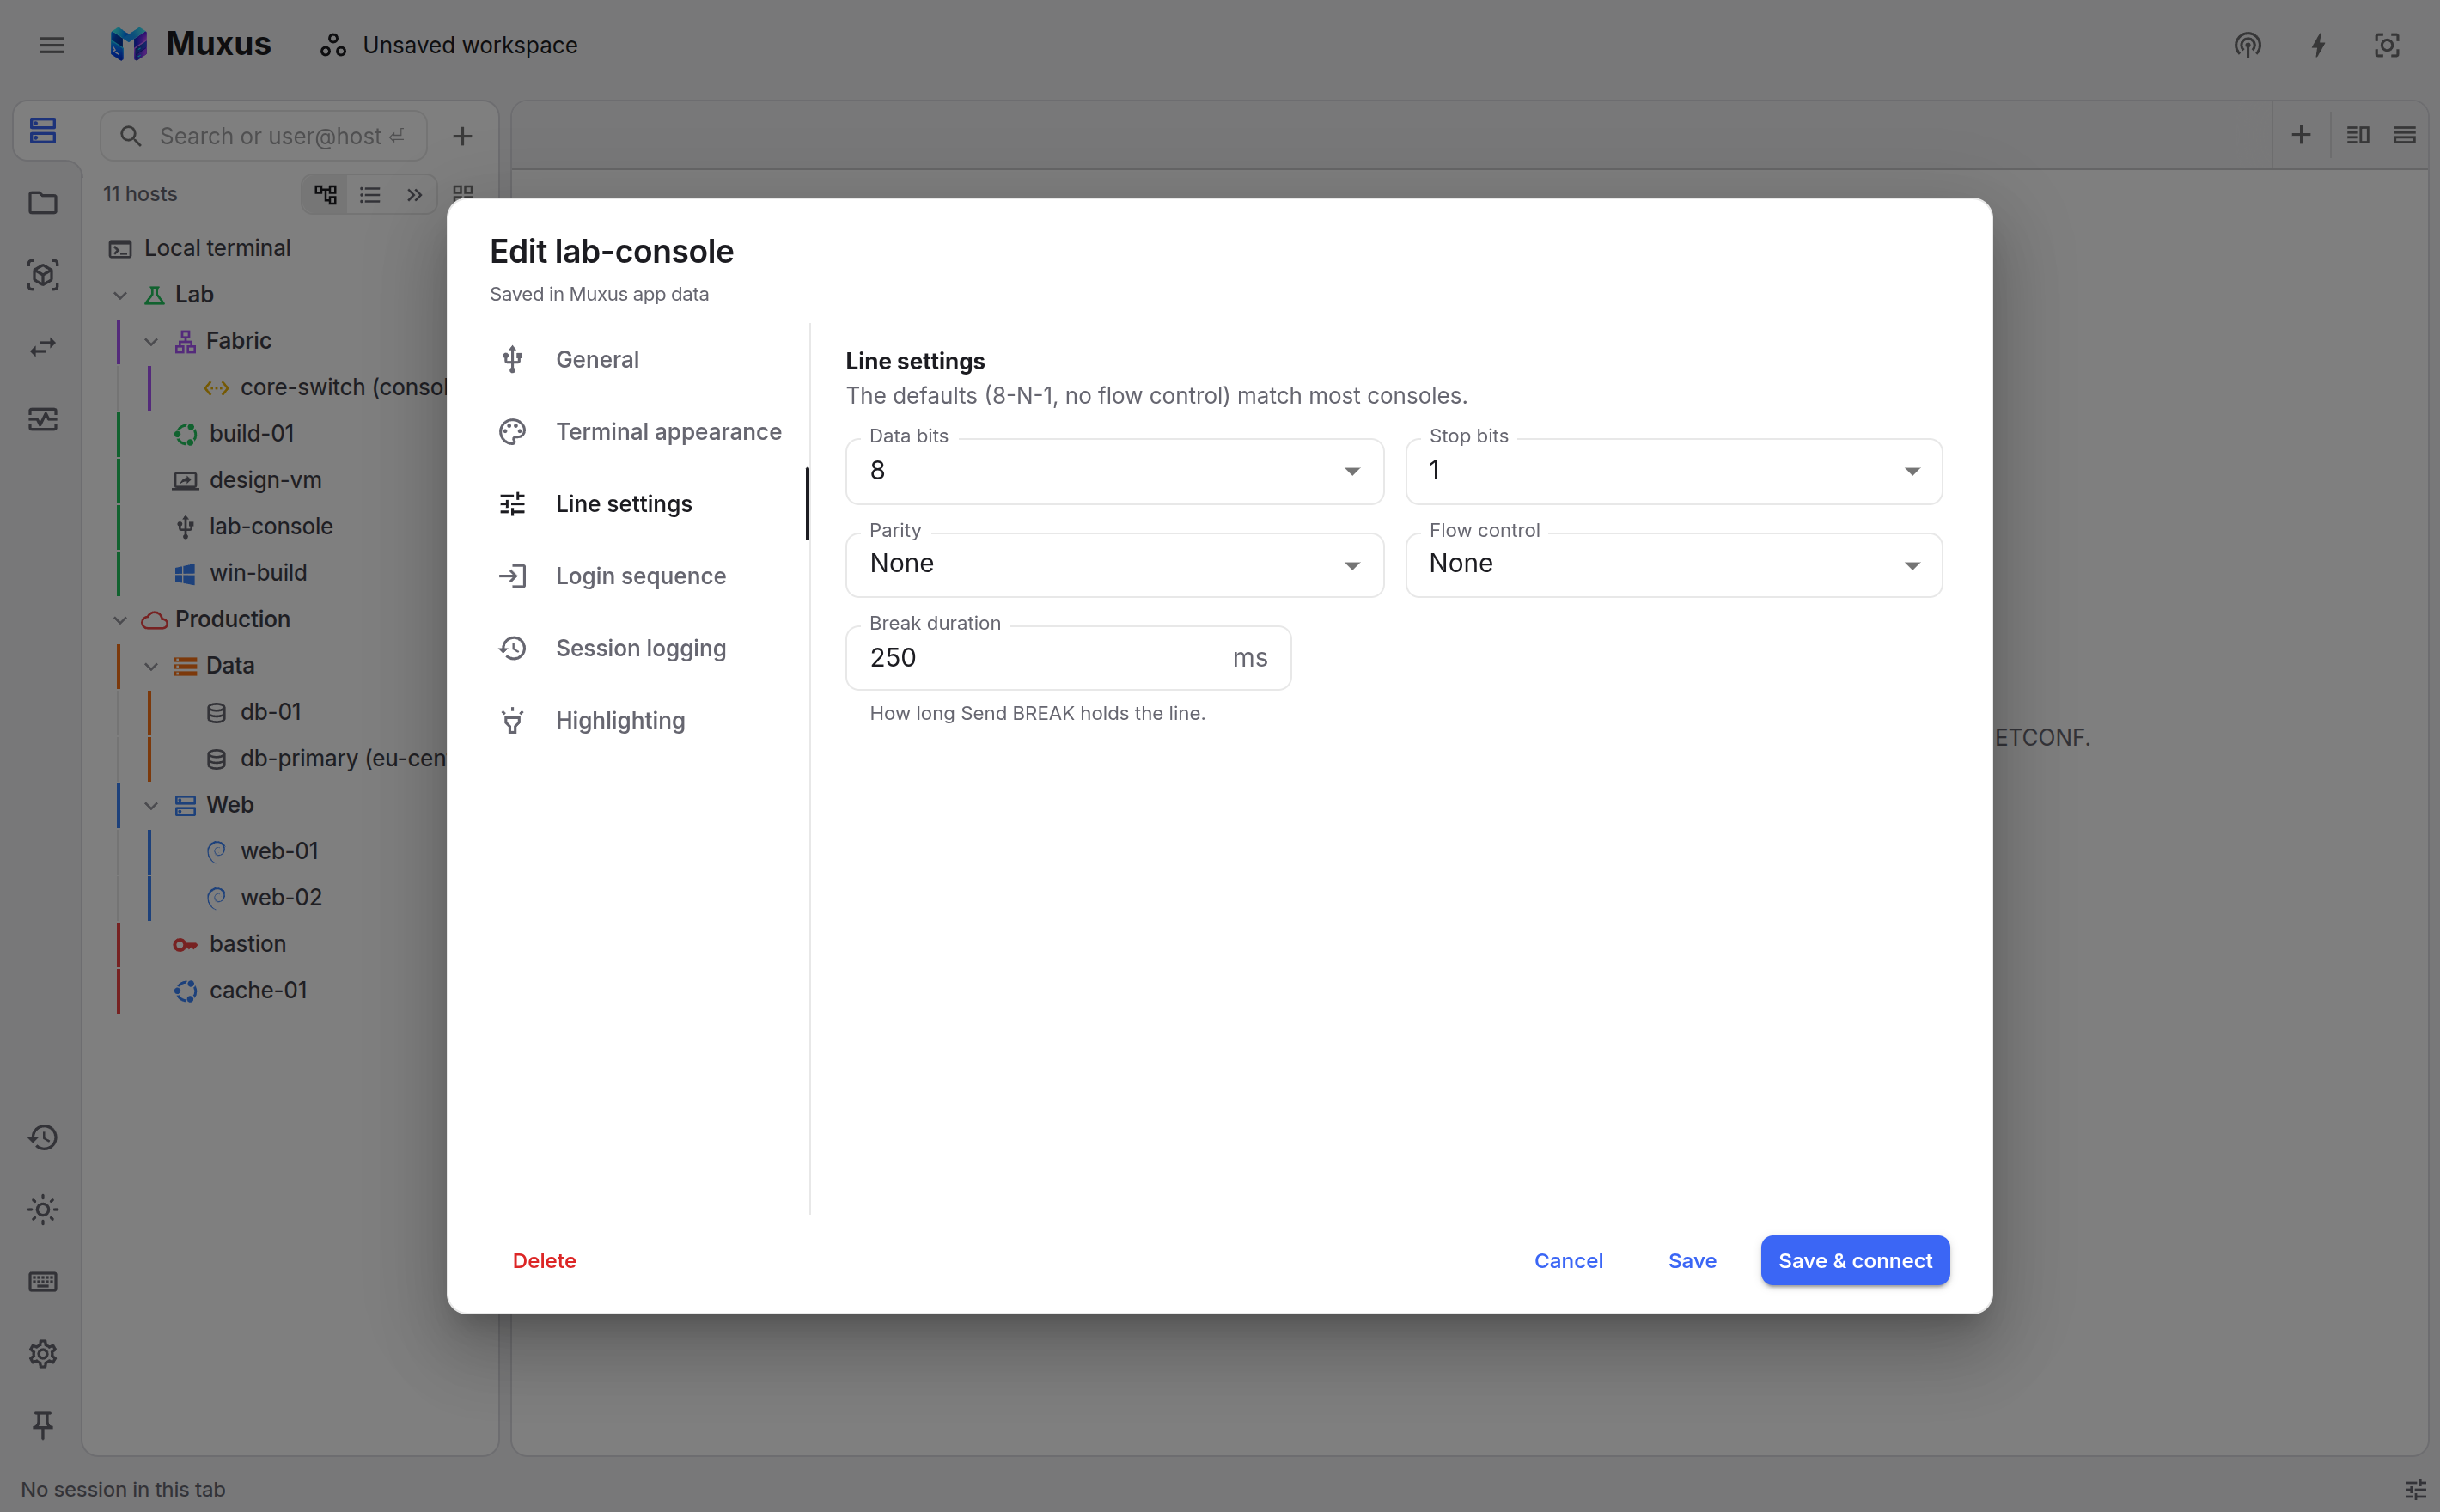 Muxus
Unsaved workspace
Search or user@host
11 hosts
Local terminal
Lab
Fabric
core-switch (consol
build-01
design-vm
lab-console
win-build
Production
Data
db-01
db-primary (eu-cen
Web
web-01
web-02
bastion
cache-01
ETCONF.
No session in this tab
Edit lab-console
Saved in Muxus app data
General
Terminal appearance
Line settings
Login sequence
Session logging
Highlighting
Line settings
The defaults (8-N-1, no flow control) match most consoles.
Data bits
8
Stop bits
1
Parity
None
Flow control
None
Break duration
250 ms
How long Send BREAK holds the line.
Delete
Cancel
Save
Save & connect